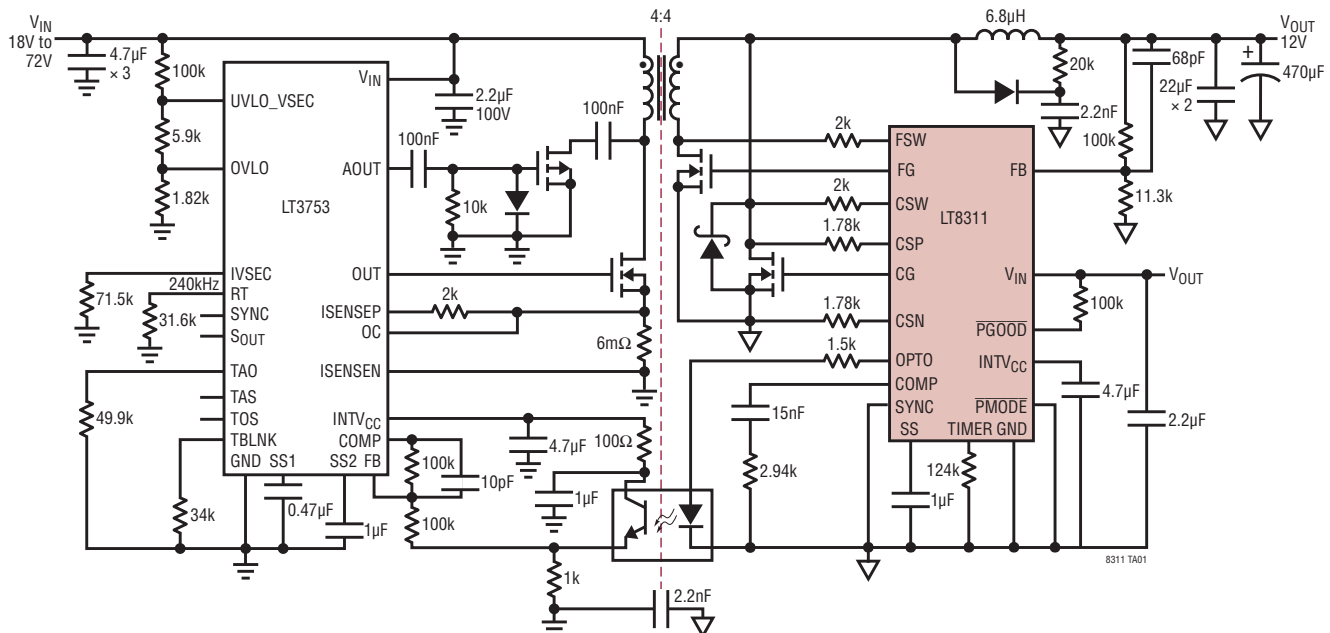 VIN
18V to
72V
4.7µF
× 3
100k
5.9k
1.82k
UVLO_VSEC
OVLO
LT3753
VIN
AOUT
2.2µF
100V
100nF
10k
100nF
4:4
6.8µH
VOUT
12V
20k
2.2nF
68pF
100k
22µF
× 2
470µF
11.3k
2k
FSW
FG
2k
CSW
1.78k
CSP
CG
1.78k
CSN
1.5k
OPTO
COMP
SYNC
SS
TIMER
GND
LT8311
FB
VIN
VOUT
100k
PGOOD
INTVCC
PMODE
4.7µF
2.2µF
IVSEC
240kHz
RT
71.5k
31.6k
SYNC
SOUT
TAO
TAS
TOS
TBLNK
49.9k
34k
GND
SS1
SS2
FB
0.47µF
1µF
OUT
ISENSEP
2k
OC
6mΩ
ISENSEN
INTVCC
COMP
4.7µF
100Ω
100k
10pF
100k
1µF
1k
2.2nF
15nF
2.94k
1µF
124k
8311 TA01